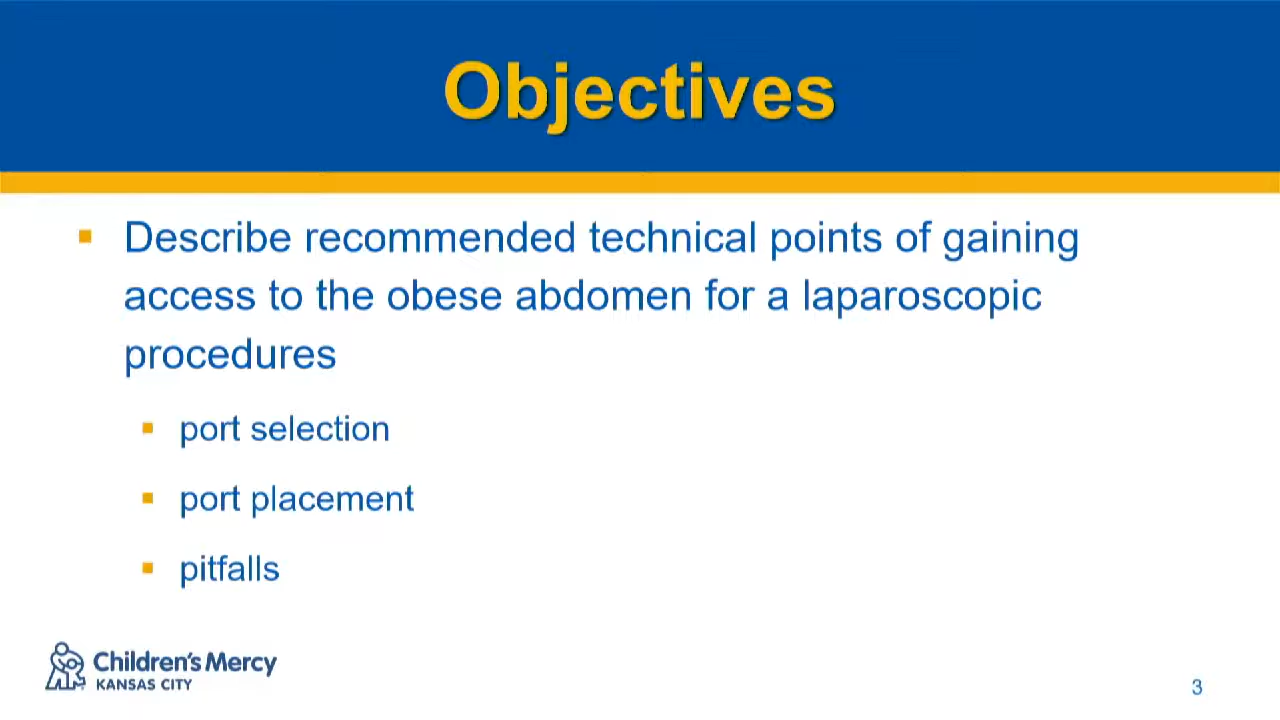 Objectives
Describe recommended technical points of gaining
access to the obese abdomen for a laparoscopic
procedures
port selection
port placement
pitfalls
Children's Mercy
KANSAS CITY
3